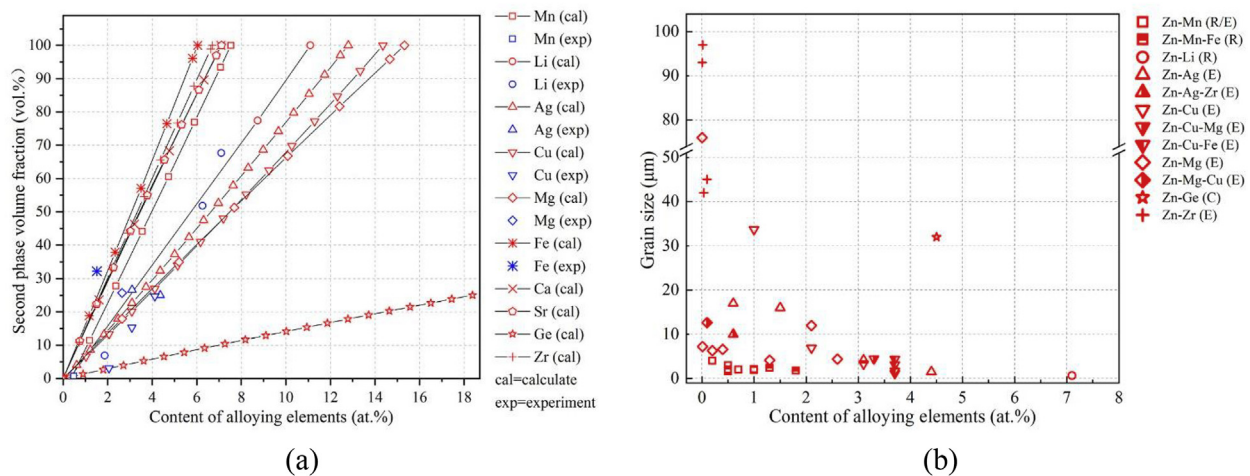 (a)
Second phase volume fraction (vol.%)
100
90
80
70
60
50
40
30
20
10
0
0 2 4 6 8 10 12 14 16 18
Content of alloying elements (at.%)
Mn (cal)
Mn (exp)
Li (cal)
Li (exp)
Ag (cal)
Ag (exp)
Cu (cal)
Cu (exp)
Mg (cal)
Mg (exp)
Fe (cal)
Fe (exp)
Ca (cal)
Sr (cal)
Ge (cal)
Zr (cal)
cal=calculate
exp=experiment
(a)
b)
Grain size (μm)
100
90
80
50
40
30
20
10
0
0 1 2 3 4 5 6 7 8
Content of alloying elements (at.%)
Zn-Mn (R/E)
Zn-Mn-Fe (R)
Zn-Li (R)
Zn-Ag (E)
Zn-Ag-Zr (E)
Zn-Cu (E)
Zn-Cu-Mg (E)
Zn-Cu-Fe (E)
Zn-Mg (E)
Zn-Mg-Cu (E)
Zn-Ge (C)
Zn-Zr (E)
(b)